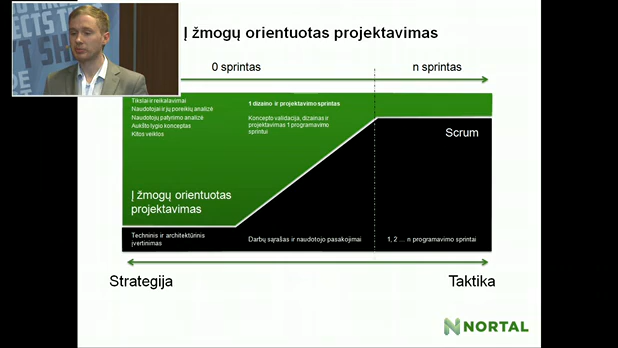 Į žmogų orientuotas projektavimas
0 sprintas
n sprintas
Tikslai ir reikalavimai
Naudotojai ir jų poreikių analizė
Naudotojų patyrimo analizė
Aukšto lygio konceptas
Kitos veiklos
1 dizaino ir projektavimo sprintas
Koncepto validacija, dizainas ir
projektavimas 1 programavimo
sprintui
Scrum
Į žmogų orientuotas
projektavimas
Techninis ir architektūrinis
įvertinimas
Darbų sąrašas ir naudotojo pasakojimai
1, 2 ... n programavimo sprintai
Strategija
Taktika
NORTAL